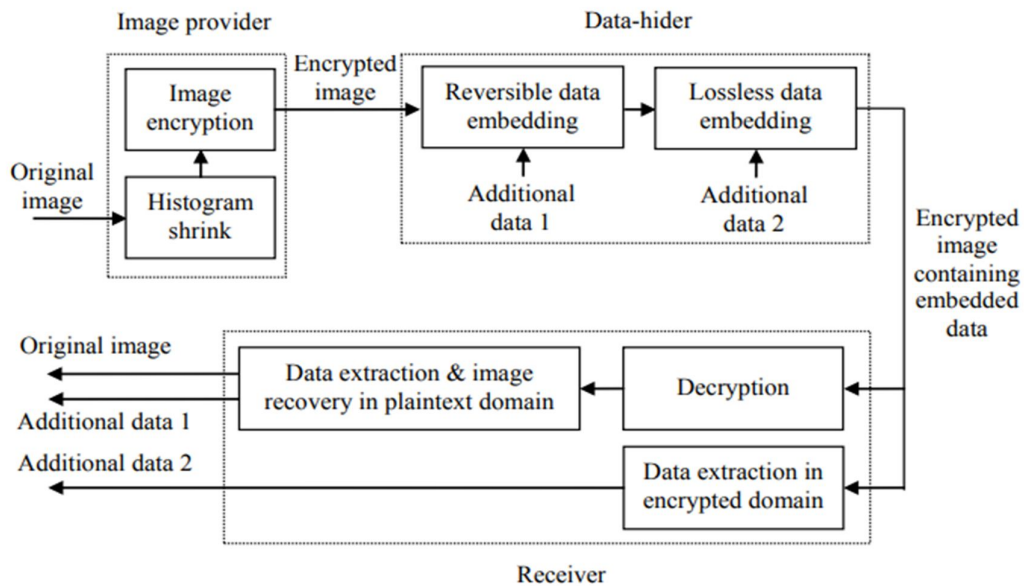 Image provider
Data-hider
Image
encryption
Histogram
shrink
Original
image
Encrypted
image
Reversible data
embedding
Lossless data
embedding
Additional
data 1
Additional
data 2
Encrypted
image
containing
embedded
data
Original image
Additional data 1
Additional data 2
Data extraction & image
recovery in plaintext domain
Decryption
Data extraction in
encrypted domain
Receiver